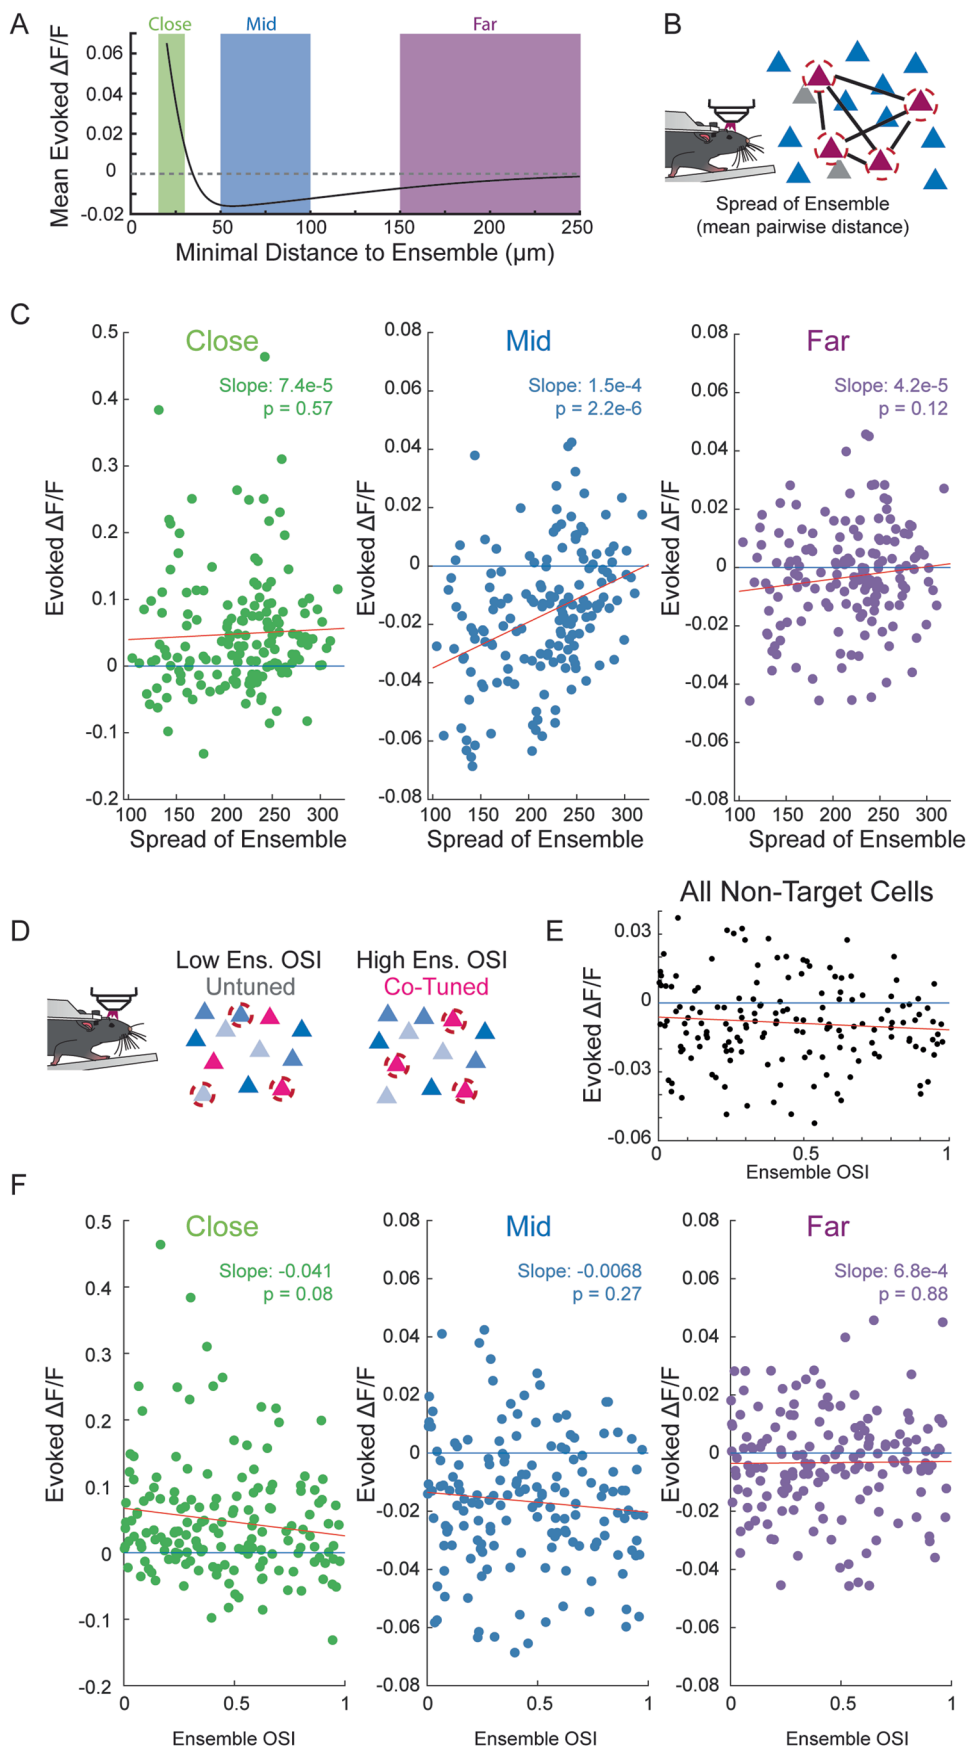 A
Close
Mid
Far
Mean Evoked ΔF/F
0.06
0.04
0.02
0
-0.02
0
50
100
150
200
250
Minimal Distance to Ensemble (μm)
B
Spread of Ensemble
(mean pairwise distance)
C
Close
Slope: 7.4e-5
p = 0.57
Evoked ΔF/F
0.5
0.4
0.3
0.2
0.1
0
-0.1
-0.2
100 150 200 250 300
Spread of Ensemble
Mid
Slope: 1.5e-4
p = 2.2e-6
Evoked ΔF/F
0.08
0.06
0.04
0.02
0
-0.02
-0.04
-0.06
-0.08
100 150 200 250 300
Spread of Ensemble
Far
Slope: 4.2e-5
p = 0.12
Evoked ΔF/F
0.08
0.06
0.04
0.02
0
-0.02
-0.04
-0.06
-0.08
100 150 200 250 300
Spread of Ensemble
D
Low Ens. OSI
Untuned
High Ens. OSI
Co-Tuned
E
All Non-Target Cells
Evoked ΔF/F
0.03
0
-0.03
-0.06
0
0.5
1
Ensemble OSI
F
Close
Slope: -0.041
p = 0.08
Evoked ΔF/F
0.5
0.4
0.3
0.2
0.1
0
-0.1
-0.2
0
0.5
1
Ensemble OSI
Mid
Slope: -0.0068
p = 0.27
Evoked ΔF/F
0.08
0.06
0.04
0.02
0
-0.02
-0.04
-0.06
-0.08
0
0.5
1
Ensemble OSI
Far
Slope: 6.8e-4
p = 0.88
Evoked ΔF/F
0.08
0.06
0.04
0.02
0
-0.02
-0.04
-0.06
-0.08
0
0.5
1
Ensemble OSI